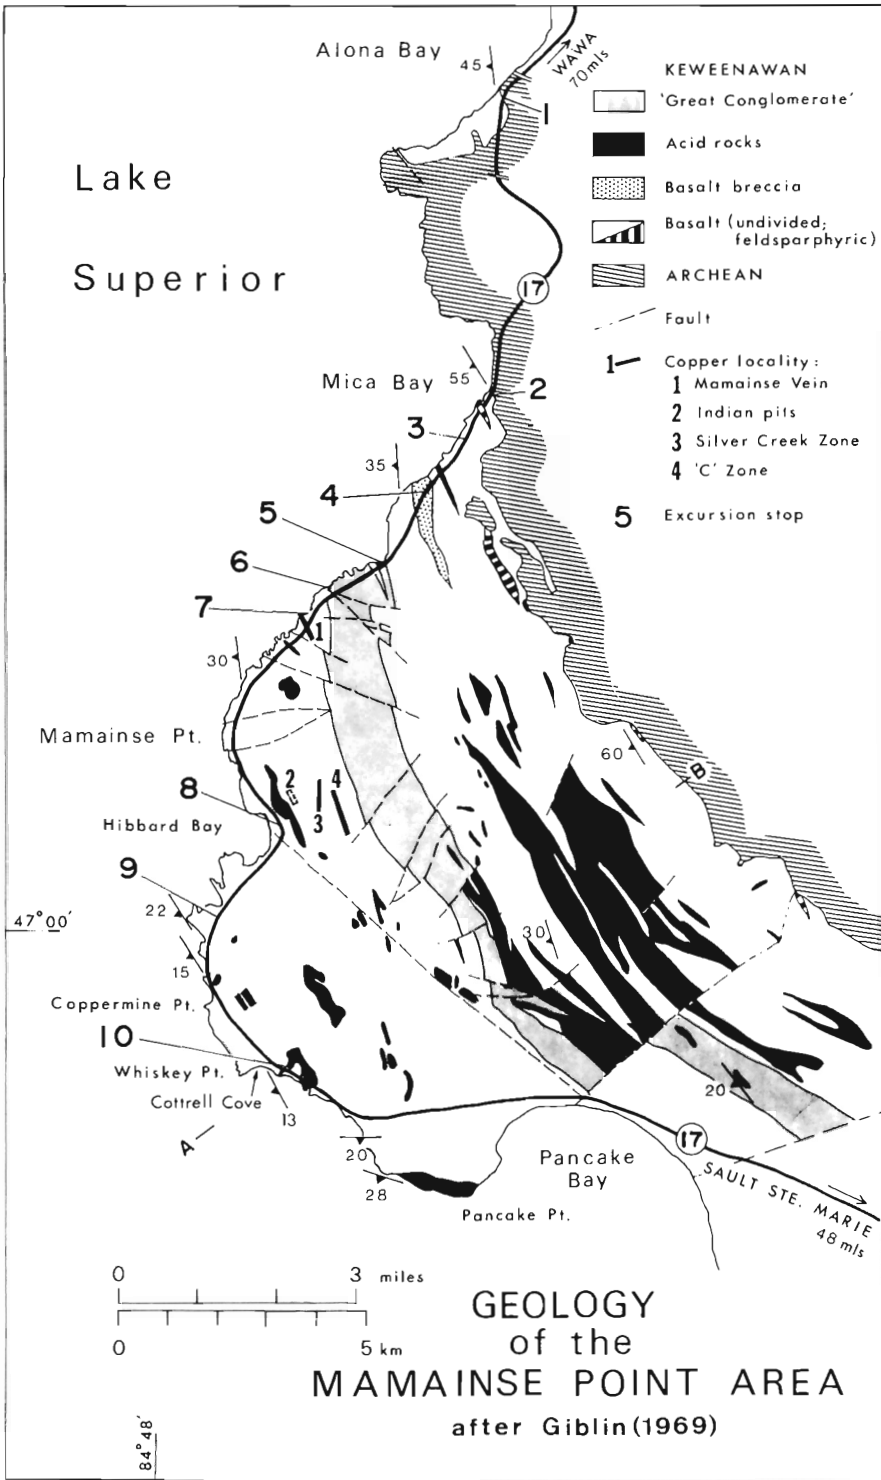 Alona Bay
45
WAWA
70mls
1
KEWEENAWAN
'Great Conglomerate'
Acid rocks
Basalt breccia
Basalt (undivided;
feldsparphyric)
ARCHEAN
Fault
1 Copper locality:
1 Mamainse Vein
2 Indian pits
3 Silver Creek Zone
4 'C' Zone
5 Excursion stop
Lake
Superior
17
Mica Bay
55
2
3
35
4
5
6
7
1
30
Mamainse Pt.
60
B
2
4
3
8
Hibbard Bay
9
22
47°00'
30
15
Coppermine Pt.
10
Whiskey Pt.
Cottrell Cove
13
A
20
20
17
28
Pancake
Bay
SAULT STE. MARIE
48 mls
Pancake Pt.
0 3 miles
0 5 km
GEOLOGY
of the
MAMAINSE POINT AREA
after Giblin (1969)
84°48'